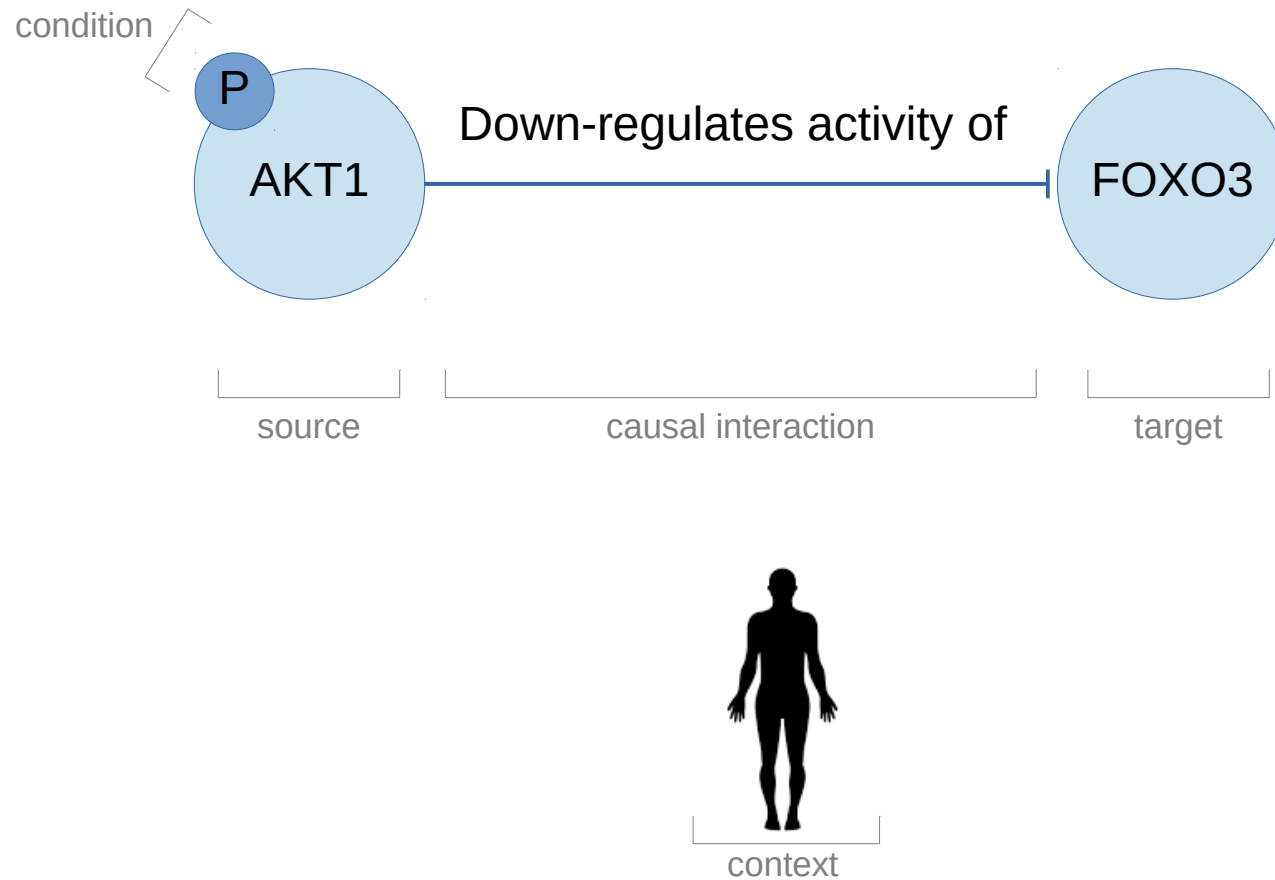 condition
P
Down-regulates activity of
AKT1
FOXO3
source
causal interaction
target
context